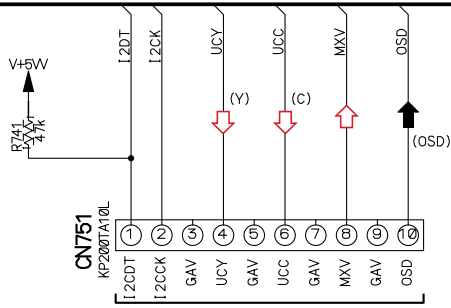 I2DT
I2CK
UCY
UCC
MXV
OSD
V+5VV
(Y)
(C)
(OSD)
R741
47k
CN751
KP200TA10L
1 2 3 4 5 6 7 8 9 10
I2CDT
I2CCK
GAV
UCY
GAV
UCC
GAV
MXV
GAV
OSD